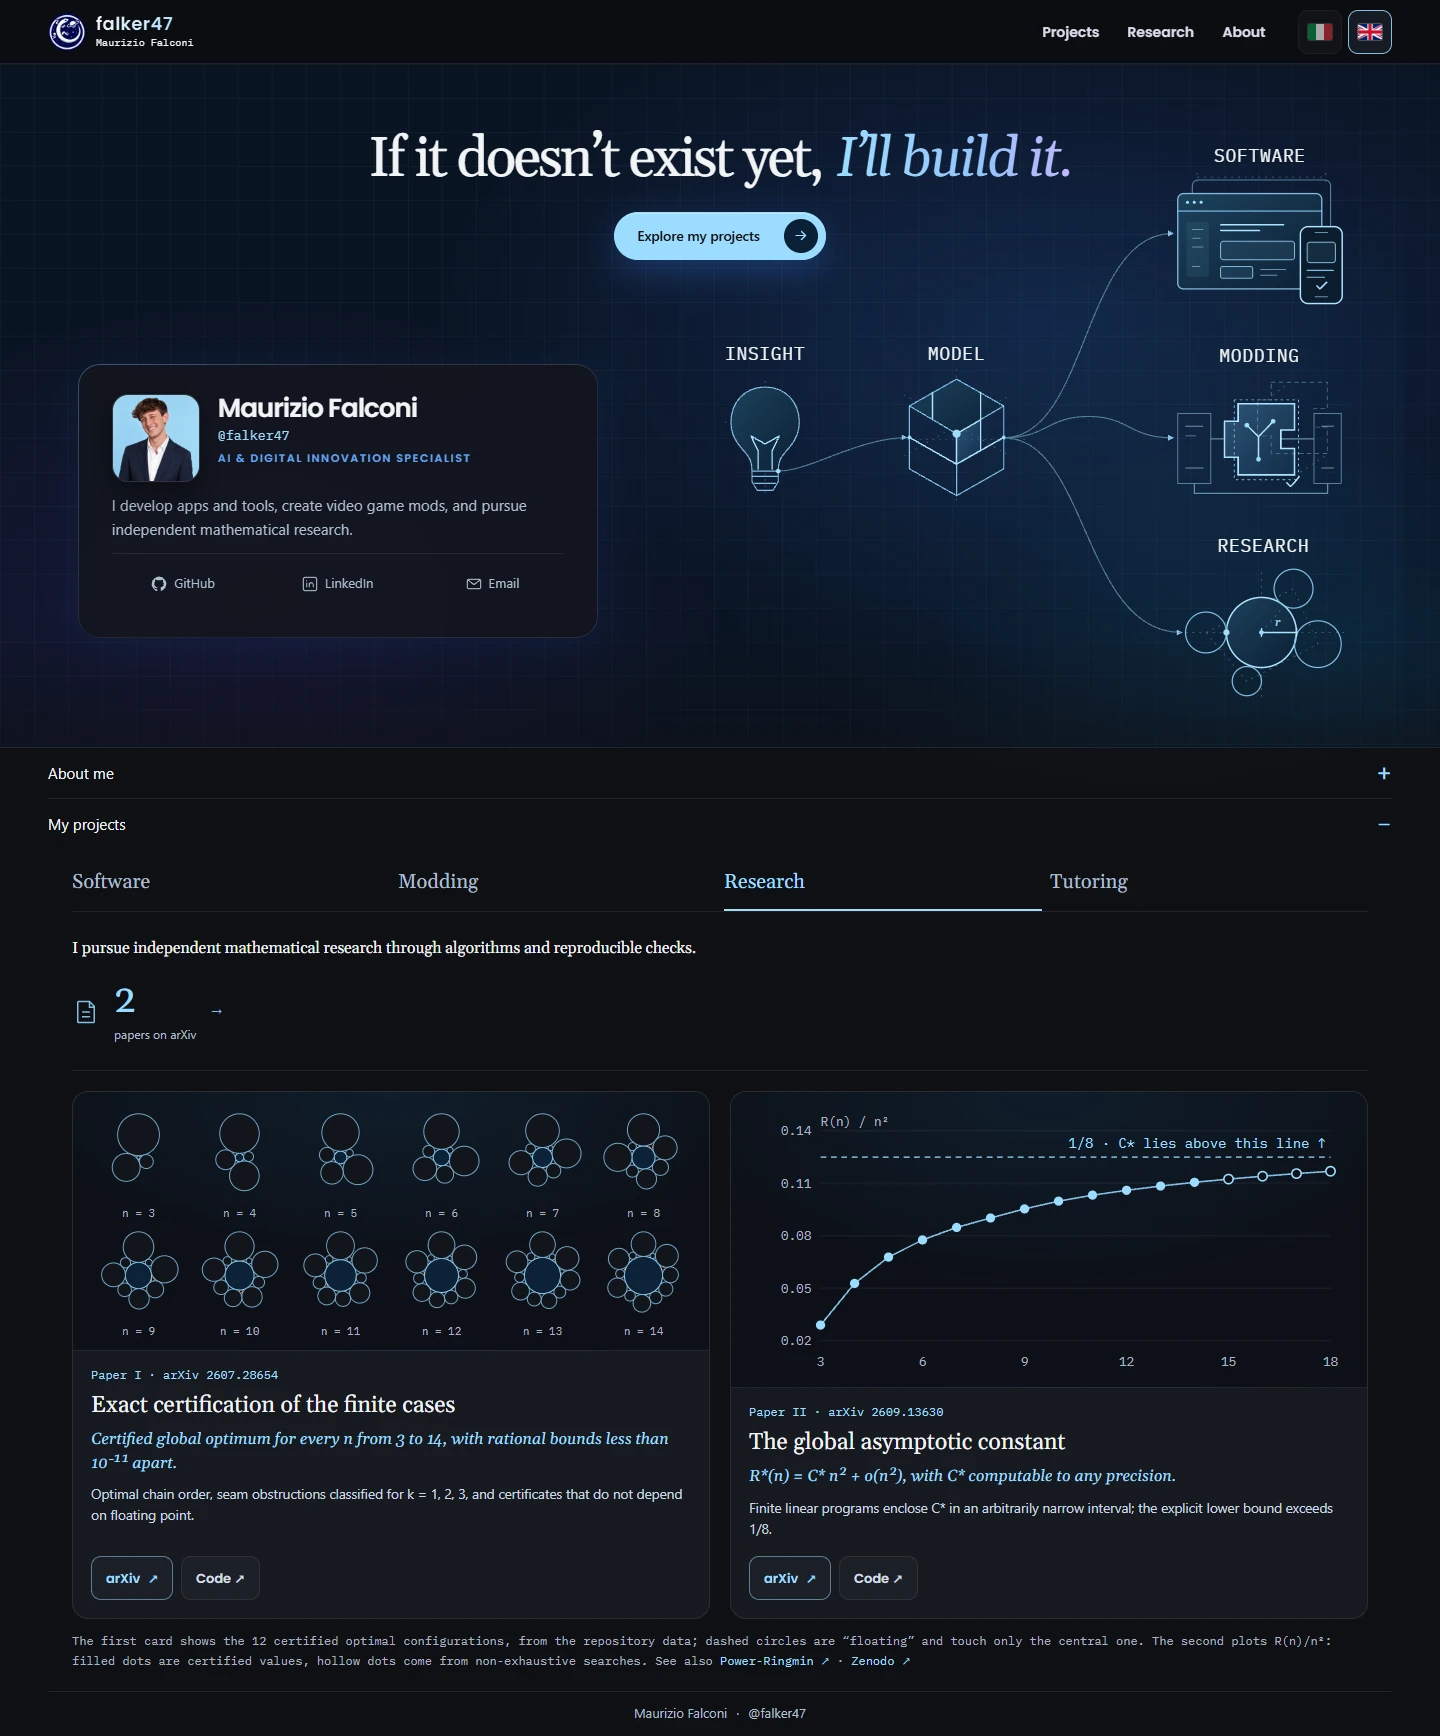 falker47
Maurizio Falconi
Projects
Research
About
If it doesn’t exist yet, I’ll build it.
Explore my projects →
SOFTWARE
INSIGHT
MODEL
MODDING
RESEARCH
r
Maurizio Falconi
@falker47
AI & DIGITAL INNOVATION SPECIALIST
I develop apps and tools, create video game mods, and pursue
independent mathematical research.
GitHub
LinkedIn
Email
About me +
My projects −
Software
Modding
Research
Tutoring
I pursue independent mathematical research through algorithms and reproducible checks.
2 →
papers on arXiv
n = 3
n = 4
n = 5
n = 6
n = 7
n = 8
n = 9
n = 10
n = 11
n = 12
n = 13
n = 14
Paper I · arXiv 2607.28654
Exact certification of the finite cases
Certified global optimum for every n from 3 to 14, with rational bounds less than
10⁻¹¹ apart.
Optimal chain order, seam obstructions classified for k = 1, 2, 3, and certificates that do not depend
on floating point.
arXiv ↗
Code ↗
R(n) / n²
1/8 · C* lies above this line ↑
0.14
0.11
0.08
0.05
0.02
3
6
9
12
15
18
Paper II · arXiv 2609.13630
The global asymptotic constant
R*(n) = C* n² + o(n²), with C* computable to any precision.
Finite linear programs enclose C* in an arbitrarily narrow interval; the explicit lower bound exceeds
1/8.
arXiv ↗
Code ↗
The first card shows the 12 certified optimal configurations, from the repository data; dashed circles are “floating” and touch only the central one. The second plots R(n)/n²:
filled dots are certified values, hollow dots come from non-exhaustive searches. See also Power-Ringmin ↗ · Zenodo ↗
Maurizio Falconi · @falker47